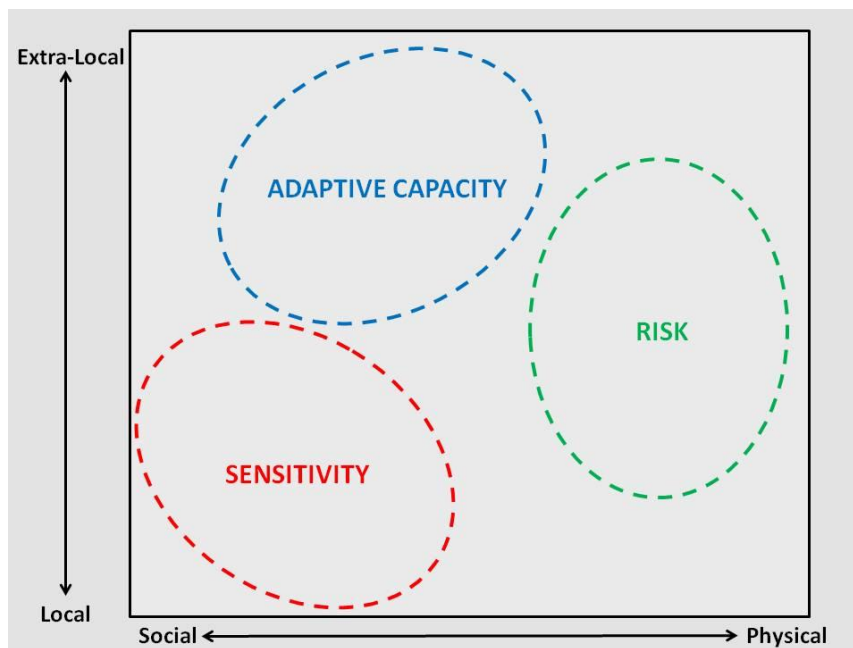 Extra-Local
ADAPTIVE CAPACITY
RISK
SENSITIVITY
Local
Social
Physical